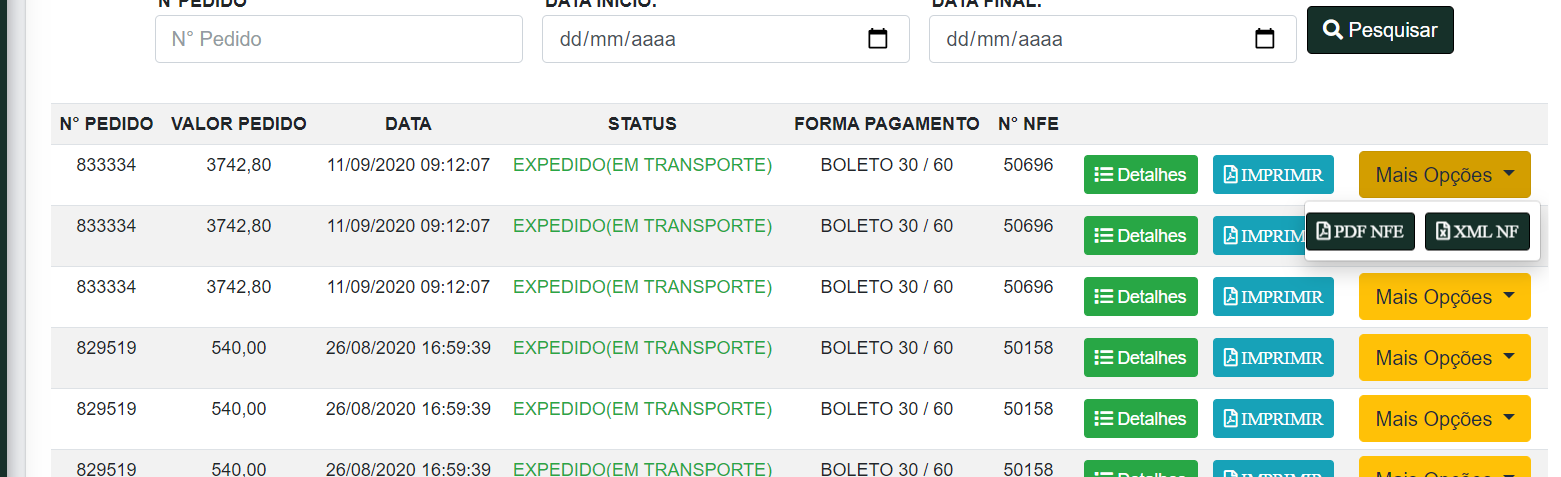 N° PEDIDO DATA INICIO: DATA FINAL:
N° Pedido dd/mm/aaaa dd/mm/aaaa Pesquisar
N° PEDIDO VALOR PEDIDO DATA STATUS FORMA PAGAMENTO N° NFE
833334 3742,80 11/09/2020 09:12:07 EXPEDIDO(EM TRANSPORTE) BOLETO 30 / 60 50696 Detalhes IMPRIMIR Mais Opções
833334 3742,80 11/09/2020 09:12:07 EXPEDIDO(EM TRANSPORTE) BOLETO 30 / 60 50696 Detalhes IMPRIM PDF NFE XML NF
833334 3742,80 11/09/2020 09:12:07 EXPEDIDO(EM TRANSPORTE) BOLETO 30 / 60 50696 Detalhes IMPRIMIR Mais Opções
829519 540,00 26/08/2020 16:59:39 EXPEDIDO(EM TRANSPORTE) BOLETO 30 / 60 50158 Detalhes IMPRIMIR Mais Opções
829519 540,00 26/08/2020 16:59:39 EXPEDIDO(EM TRANSPORTE) BOLETO 30 / 60 50158 Detalhes IMPRIMIR Mais Opções
829519 540,00 26/08/2020 16:59:39 EXPEDIDO(EM TRANSPORTE) BOLETO 30 / 60 50158 Detalhes IMPRIMIR Mais Opções